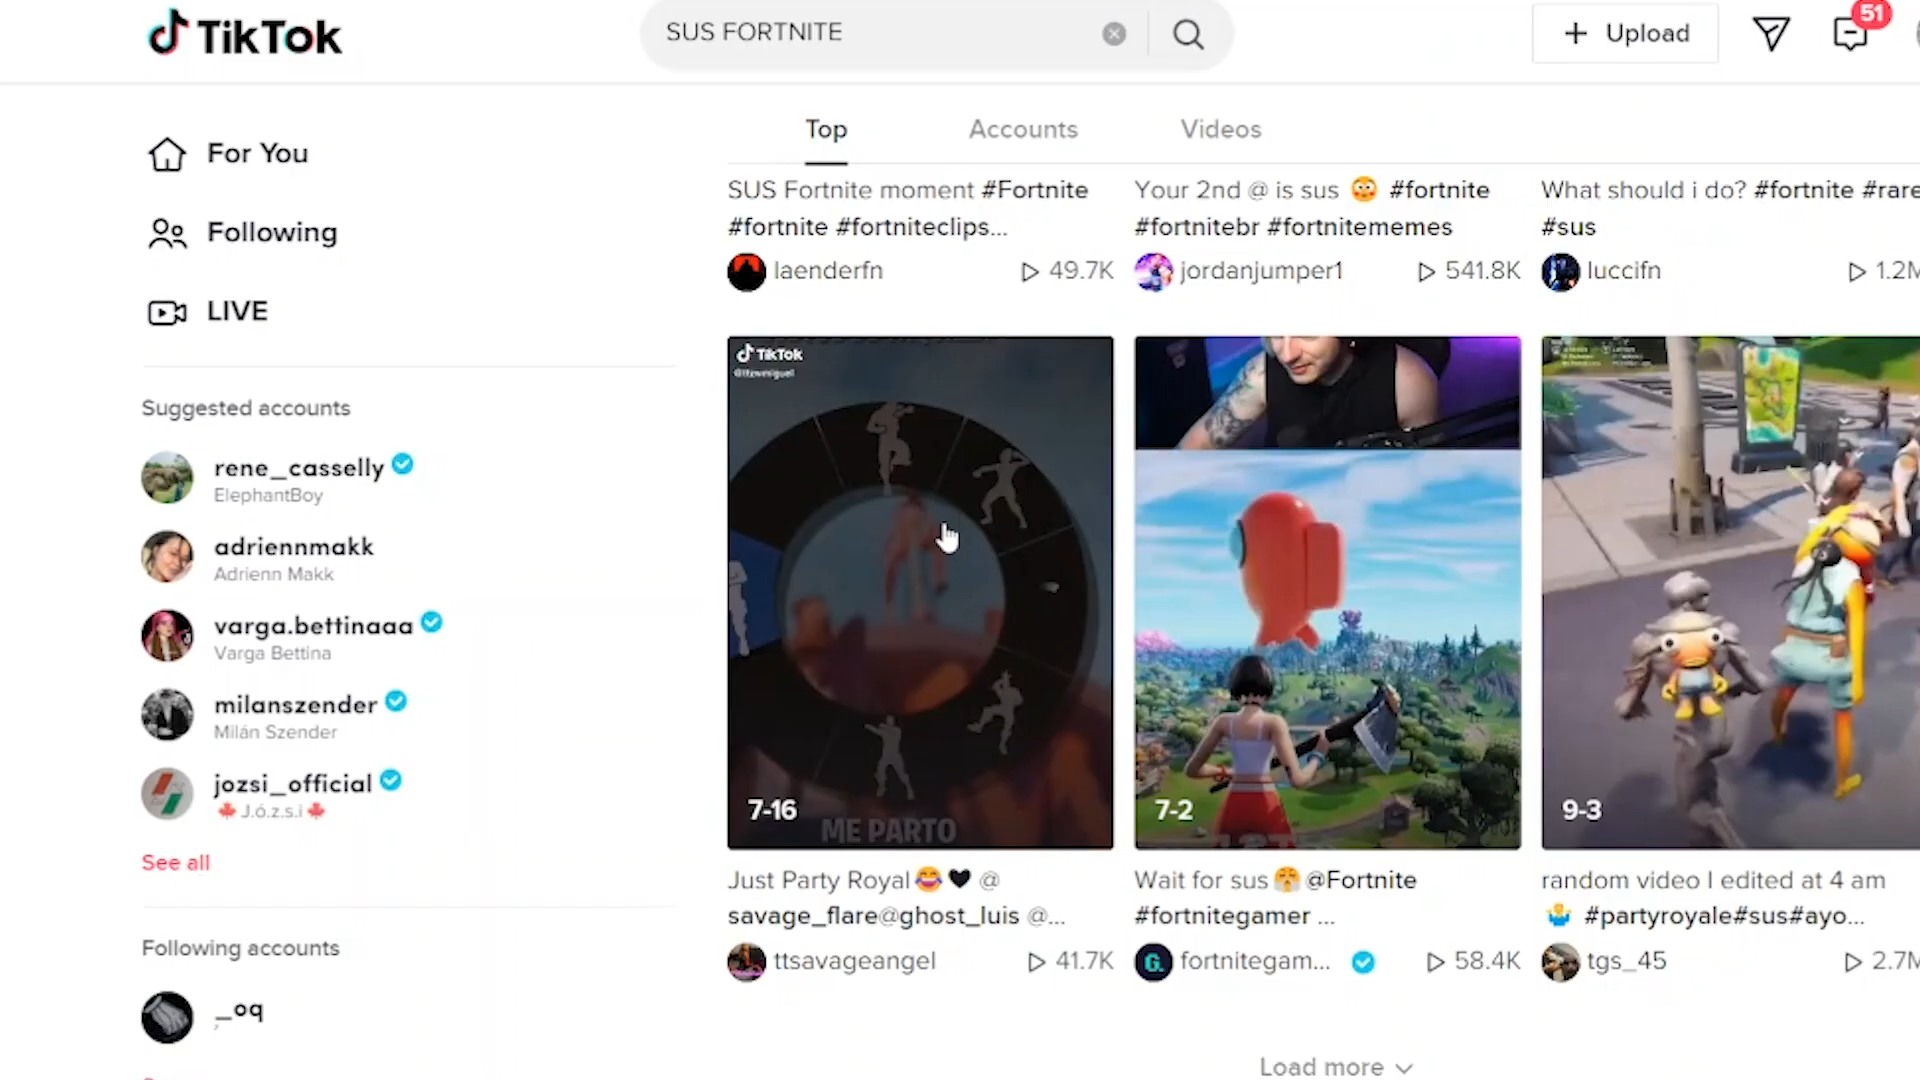 TikTok
SUS FORTNITE
Upload
51
For You
Following
LIVE
Suggested accounts
rene_casselly
ElephantBoy
adriennmakk
Adrienn Makk
varga.bettinaaa
Varga Bettina
milanszender
Milán Szender
jozsi_official
🍁 J.ó.z.s.i 🍁
See all
Following accounts
_oq
Top Accounts Videos
SUS Fortnite moment #Fortnite
#fortnite #fortniteclips...
laenderfn 49.7K
Your 2nd @ is sus 😳 #fortnite
#fortnitebr #fortnitememes
jordanjumper1 541.8K
What should i do? #fortnite #rare
#sus
luccifn 1.2M
TikTok
7-16
ME PARTO
Just Party Royal😂🖤 @
savage_flare@ghost_luis @...
ttsavageangel 41.7K
7-2
Wait for sus😤@Fortnite
#fortnitegamer ...
G.
fortnitegam... 58.4K
9-3
random video I edited at 4 am
🤷 #partyroyale#sus#ayo...
tgs_45 2.7M
Load more